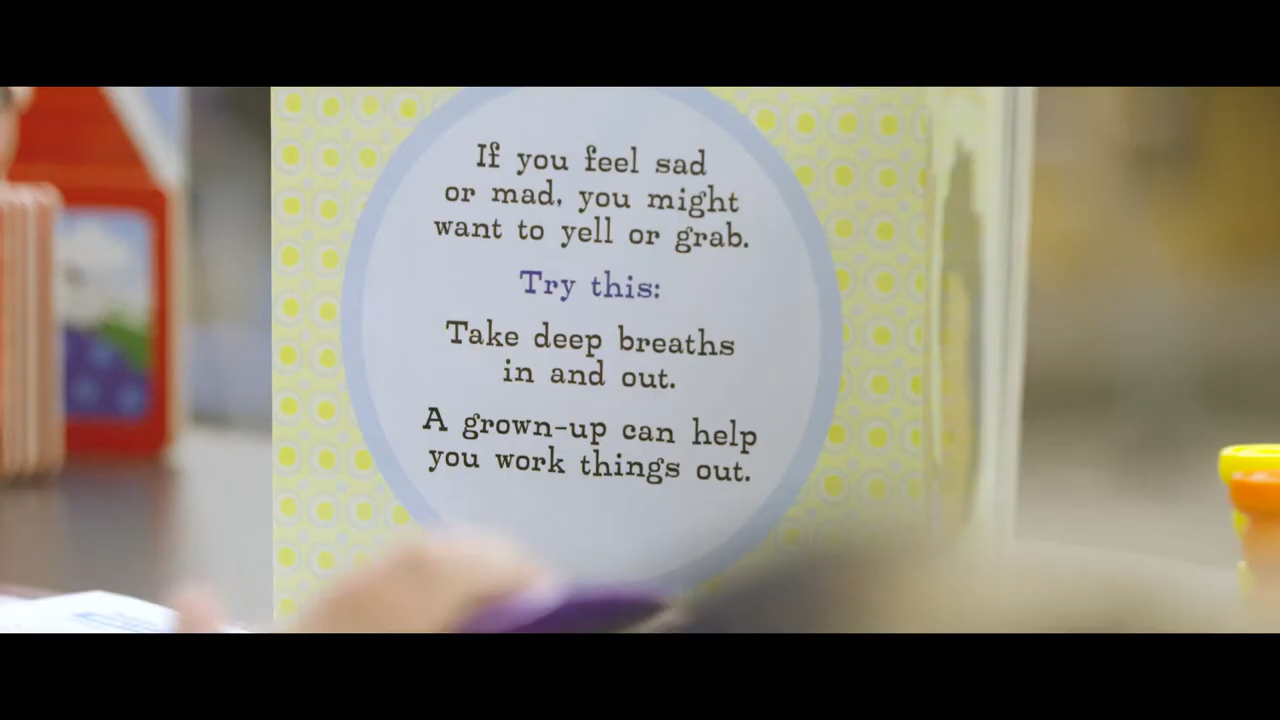 If you feel sad
or mad, you might
want to yell or grab.
Try this:
Take deep breaths
in and out.
A grown-up can help
you work things out.